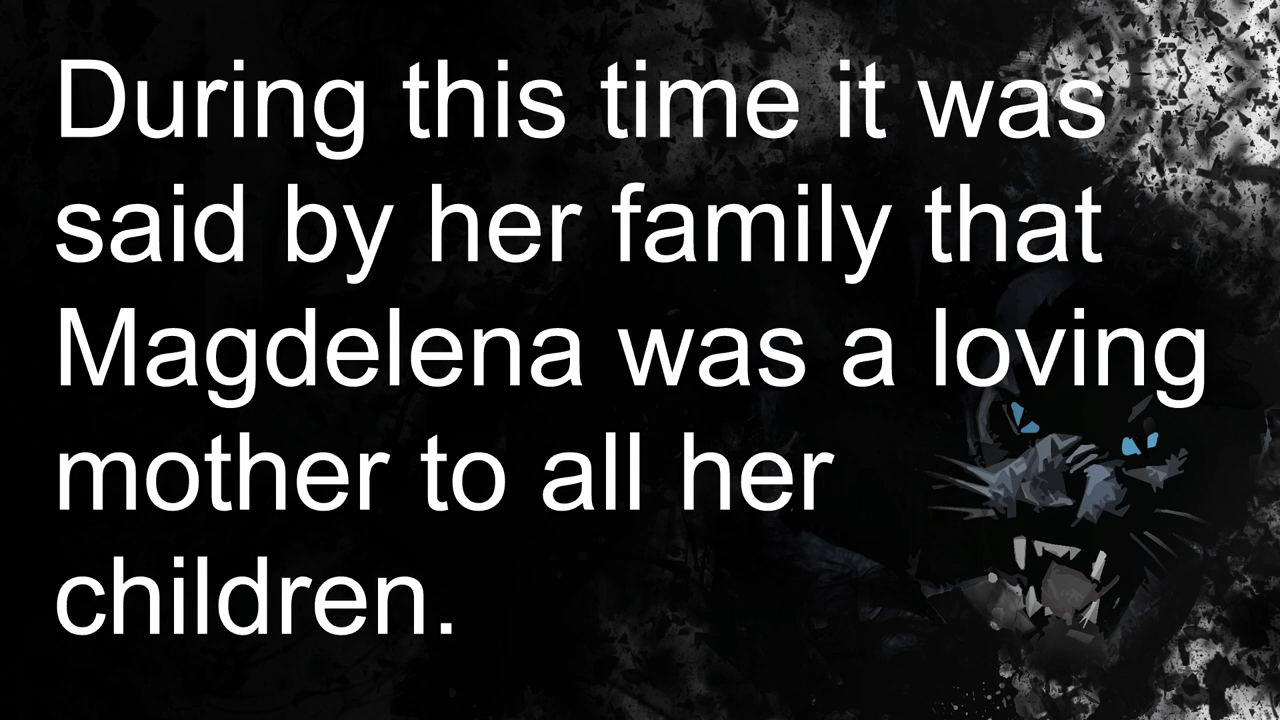 During this time it was
said by her family that
Magdelena was a loving
mother to all her
children.